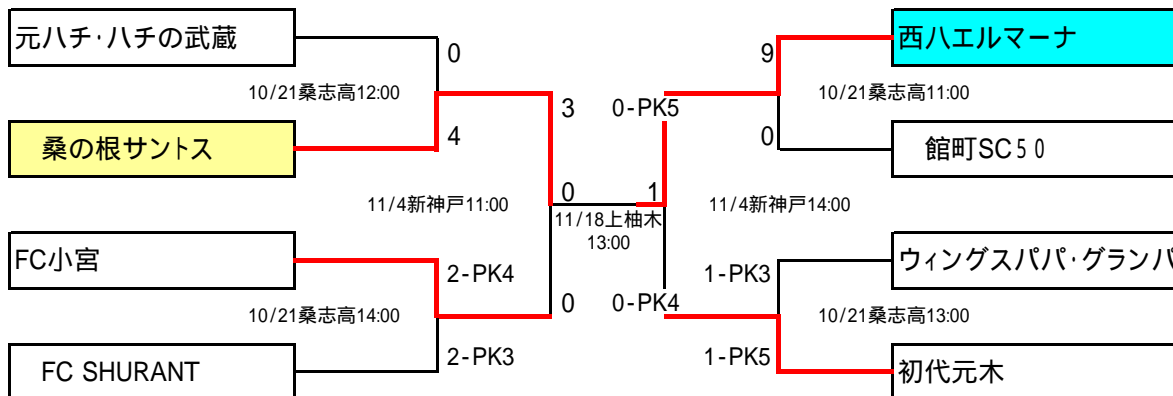 元ハチ・ハチの武蔵
0
10/21桑志高12:00
桑の根サントス
4
3
11/4新神戸11:00
0
FC小宮
2-PK4
10/21桑志高14:00
0
FC SHURANT
2-PK3
11/18上柚木
13:00
西八エルマーナ
9
0-PK5
10/21桑志高11:00
館町SC50
0
1
11/4新神戸14:00
ウィングスパパ・グランパ
1-PK3
0-PK4
10/21桑志高13:00
1-PK5
初代元木